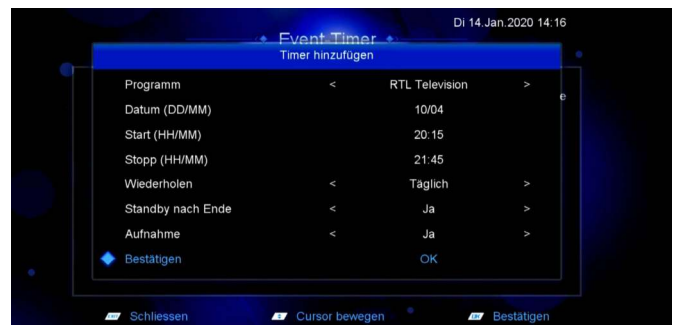 Di 14.Jan.2020 14:16
Event Timer
Timer hinzufügen
Programm < RTL Television >
Datum (DD/MM) 10/04
Start (HH/MM) 20:15
Stopp (HH/MM) 21:45
Wiederholen < Täglich >
Standby nach Ende < Ja >
Aufnahme < Ja >
Bestätigen OK
EXIT Schliessen Cursor bewegen OK Bestätigen